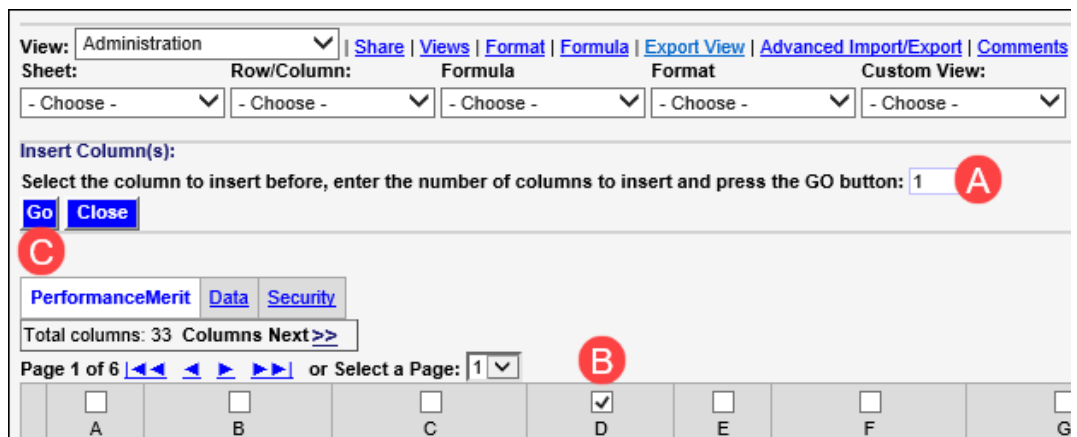 View: Administration | Share | Views | Format | Formula | Export View | Advanced Import/Export | Comments
Sheet: Row/Column: Formula Format Custom View:
- Choose - - Choose - - Choose - - Choose - - Choose -
Insert Column(s):
Select the column to insert before, enter the number of columns to insert and press the GO button: 1 A
Go Close
C
PerformanceMerit Data Security
Total columns: 33 Columns Next >>
Page 1 of 6 or Select a Page: 1 B
A B C D E F G